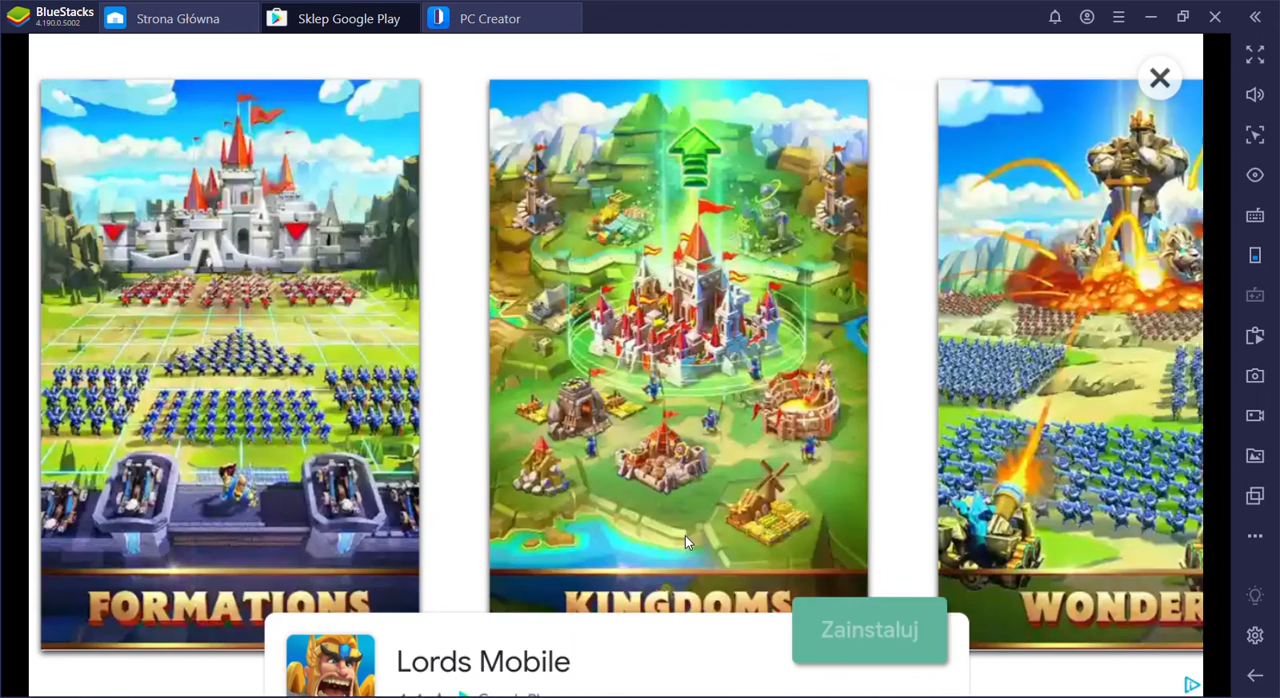 BlueStacks
4.190.0.5002
Strona Główna
Sklep Google Play
PC Creator
FORMATIONS
KINGDOMS
WONDER
Zainstaluj
Lords Mobile